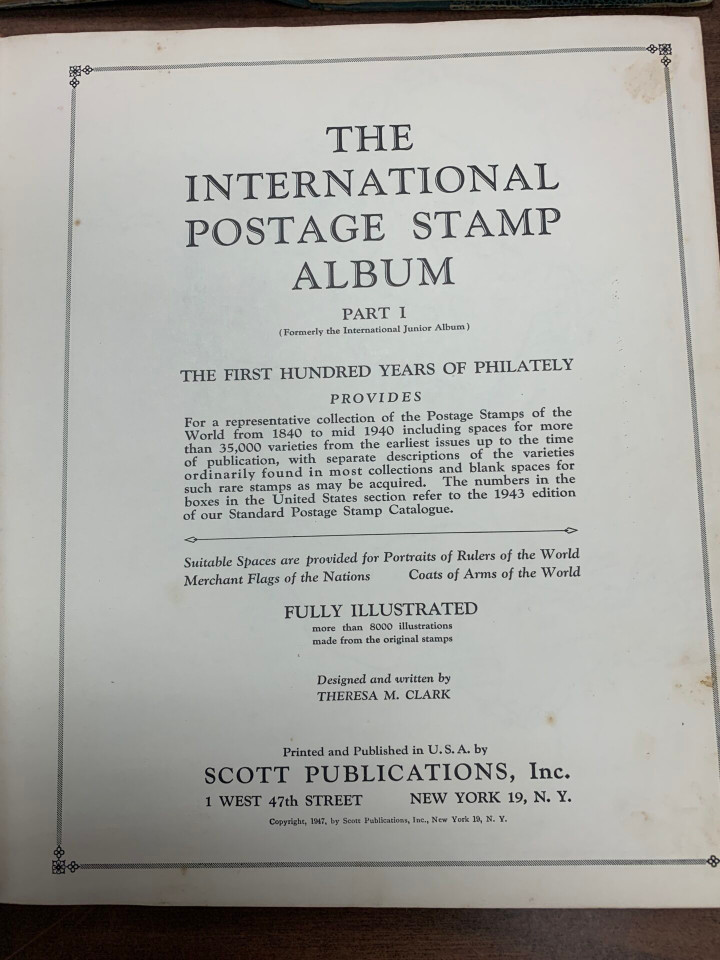 THE
INTERNATIONAL
POSTAGE STAMP
ALBUM
PART I
(Formerly the International Junior Album)
THE FIRST HUNDRED YEARS OF PHILATELY
PROVIDES
For a representative collection of the Postage Stamps of the
World from 1840 to mid 1940 including spaces for more
than 35,000 varieties from the earliest issues up to the time
of publication, with separate descriptions of the varieties
ordinarily found in most collections and blank spaces for
such rare stamps as may be acquired. The numbers in the
boxes in the United States section refer to the 1943 edition
of our Standard Postage Stamp Catalogue.
Suitable Spaces are provided for Portraits of Rulers of the World
Merchant Flags of the Nations Coats of Arms of the World
FULLY ILLUSTRATED
more than 8000 illustrations
made from the original stamps
Designed and written by
THERESA M. CLARK
Printed and Published in U.S.A. by
SCOTT PUBLICATIONS, Inc.
1 WEST 47th STREET NEW YORK 19, N. Y.
Copyright, 1947, by Scott Publications, Inc., New York 19, N. Y.